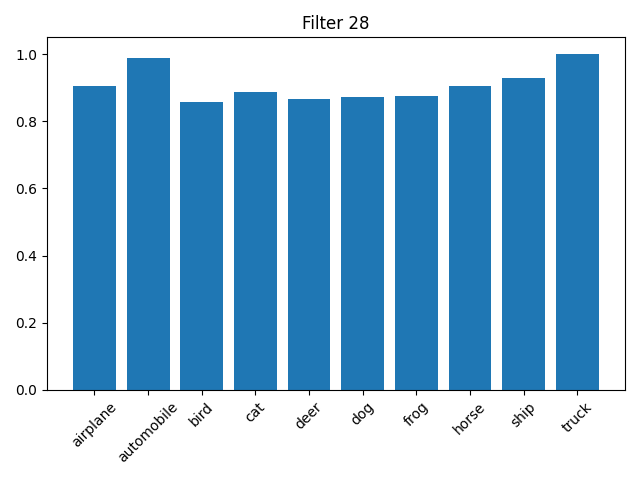 Filter 28
1.0
0.8
0.6
0.4
0.2
0.0
airplane
automobile
bird
cat
deer
dog
frog
horse
ship
truck